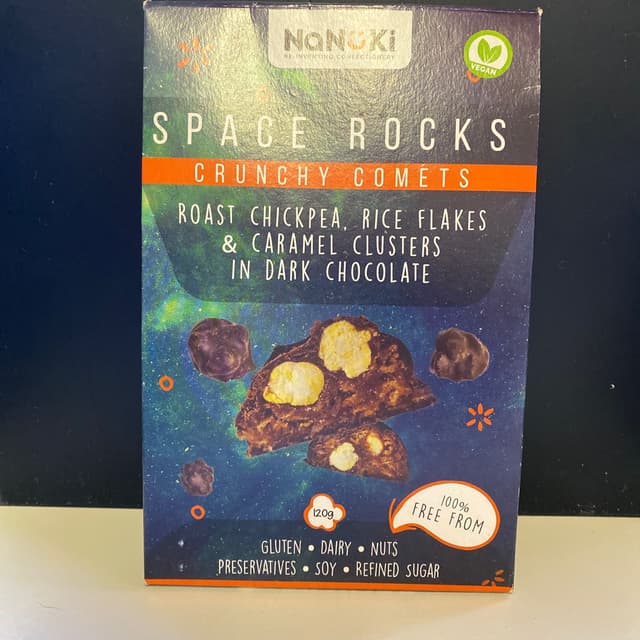 NaNUKi
RE-INVENTING CONFECTIONERY
VEGAN
SPACE ROCKS
CRUNCHY COMETS
ROAST CHICKPEA, RICE FLAKES
& CARAMEL CLUSTERS
IN DARK CHOCOLATE
120g
100%
FREE FROM
GLUTEN • DAIRY • NUTS
PRESERVATIVES • SOY • REFINED SUGAR